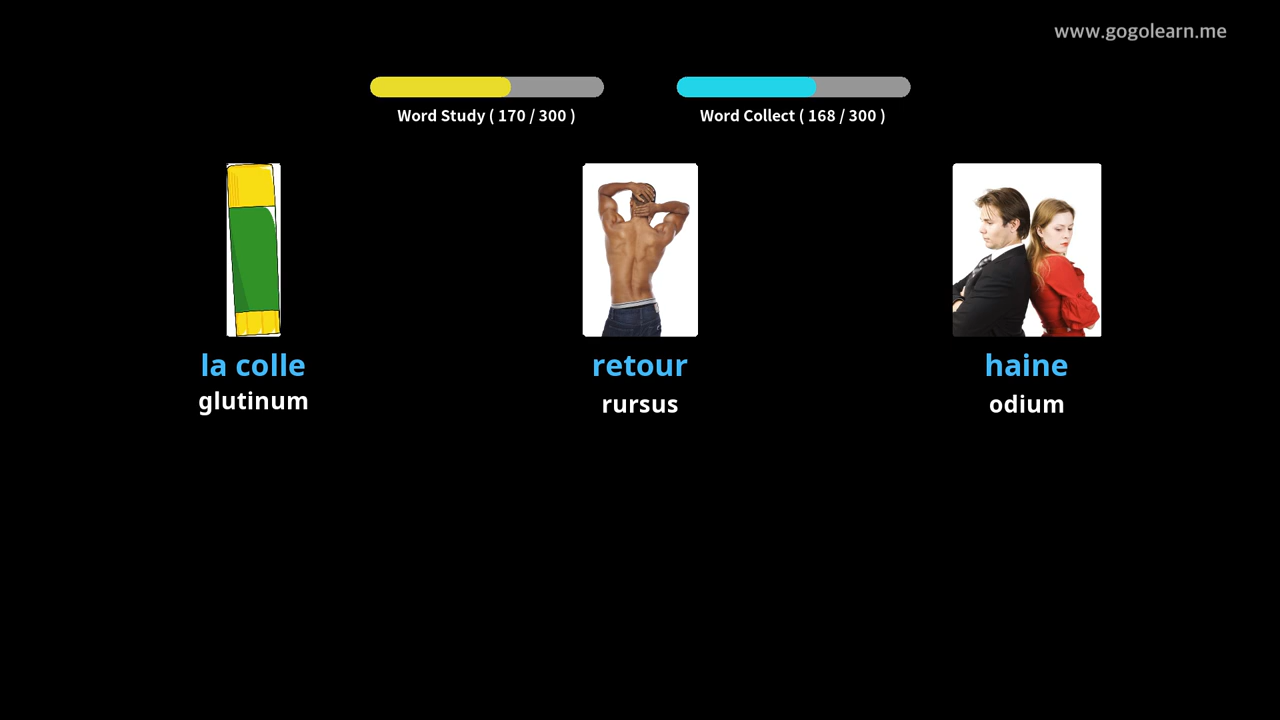 www.gogolearn.me
Word Study ( 170 / 300 )
Word Collect ( 168 / 300 )
la colle
glutinum
retour
rursus
haine
odium